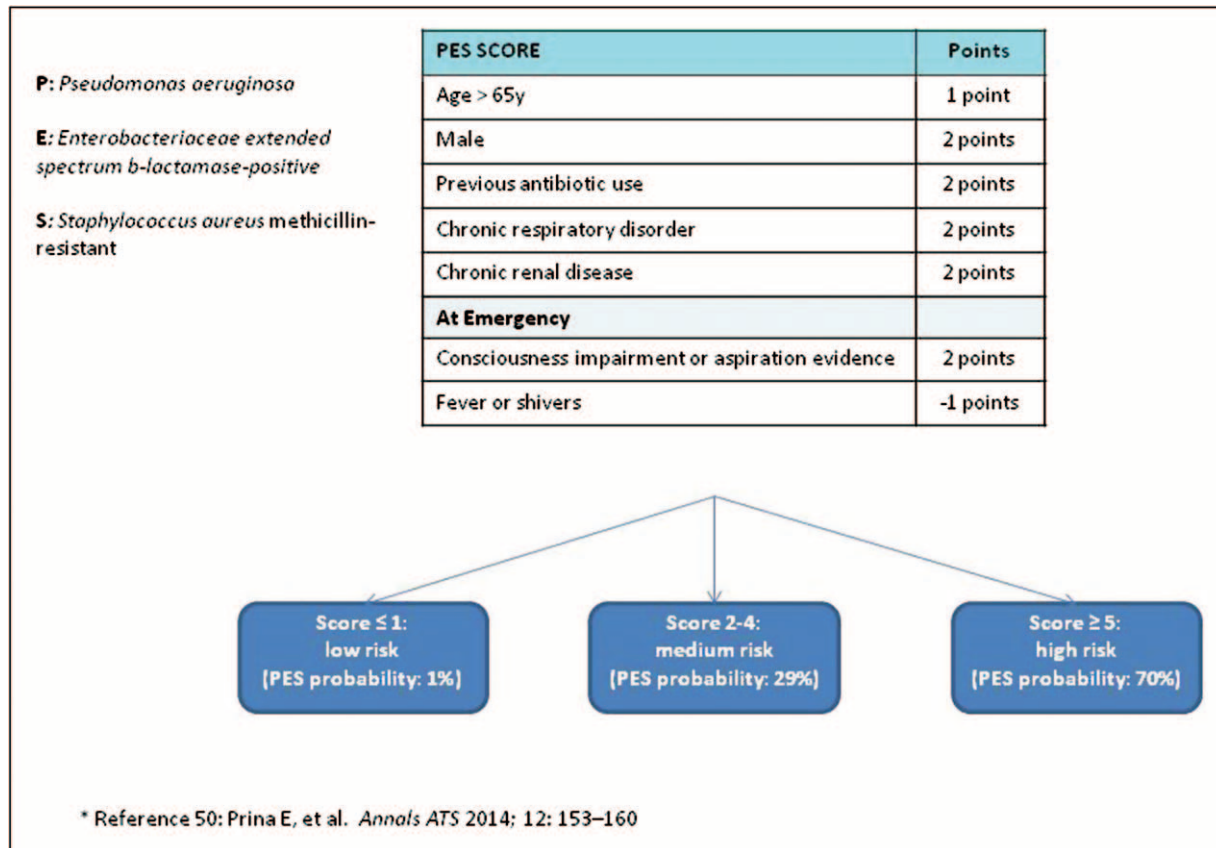 P: Pseudomonas aeruginosa
E: Enterobacteriaceae extended
spectrum b-lactamase-positive
S: Staphylococcus aureus methicillin-
resistant
PES SCORE Points
Age > 65y 1 point
Male 2 points
Previous antibiotic use 2 points
Chronic respiratory disorder 2 points
Chronic renal disease 2 points
At Emergency
Consciousness impairment or aspiration evidence 2 points
Fever or shivers -1 points
Score ≤ 1:
low risk
(PES probability: 1%)
Score 2-4:
medium risk
(PES probability: 29%)
Score ≥ 5:
high risk
(PES probability: 70%)
* Reference 50: Prina E, et al. Annals ATS 2014; 12: 153–160